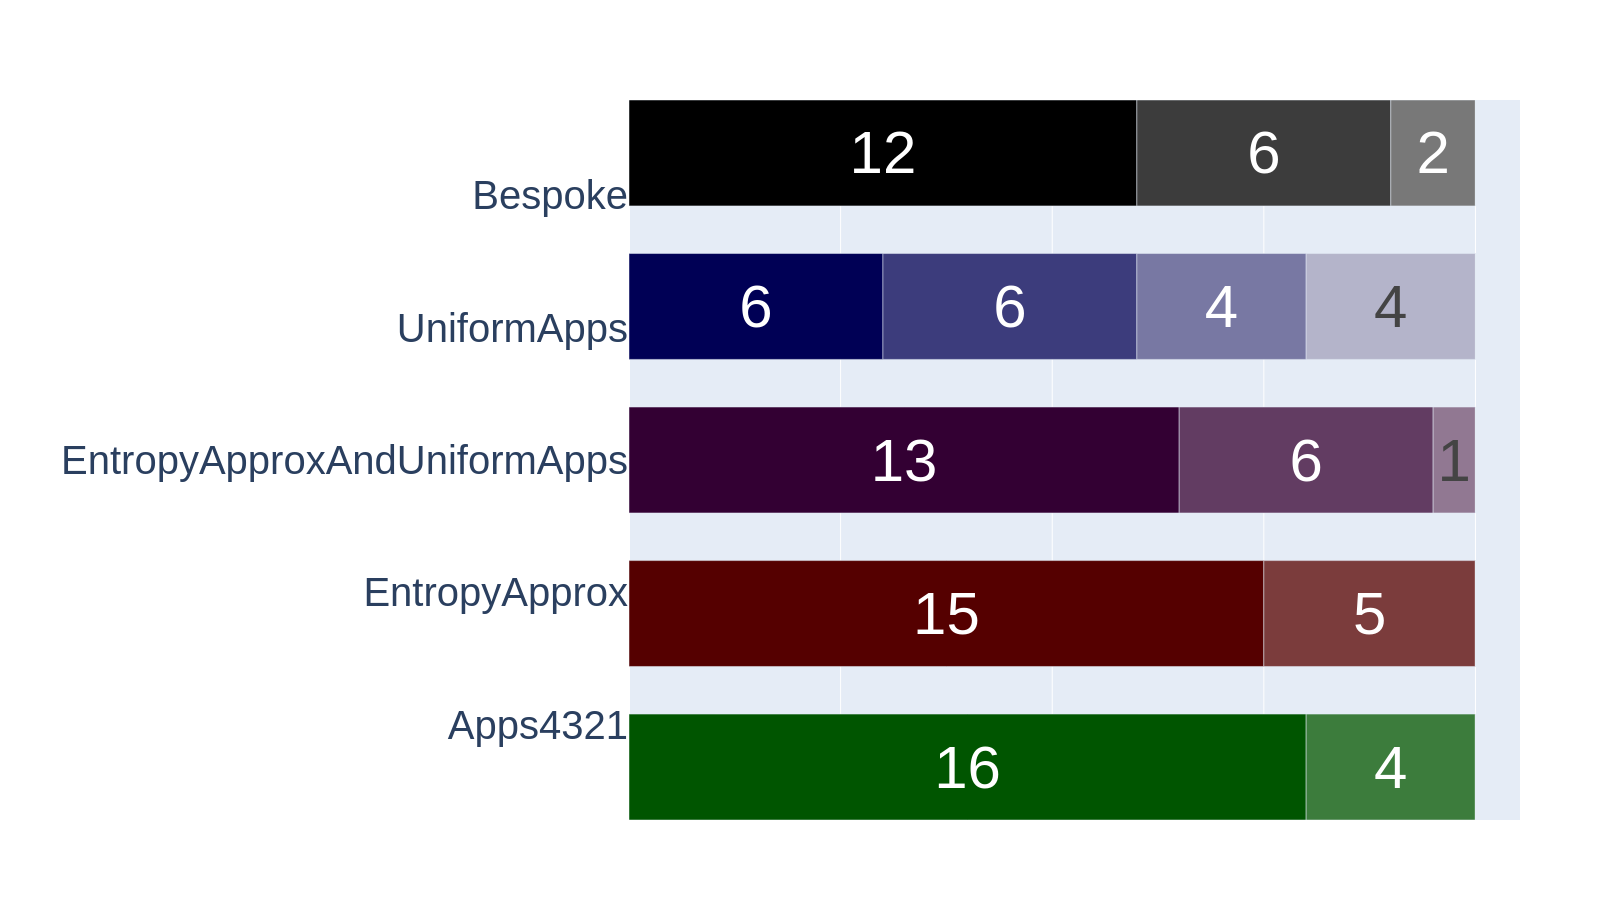 12 6 2
Bespoke
6 6 4 4
UniformApps
13 6 1
EntropyApproxAndUniformApps
EntropyApprox
15 5
Apps4321
16 4